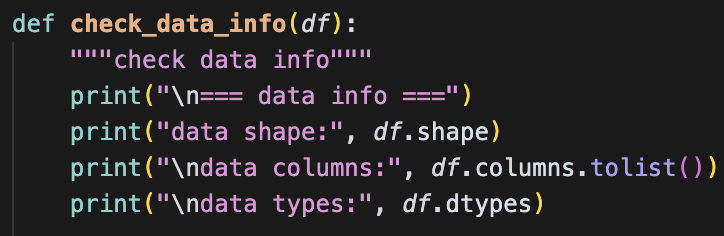 def check_data_info(df):
    """check data info"""
    print("\n=== data info ===")
    print("data shape:", df.shape)
    print("\ndata columns:", df.columns.tolist())
    print("\ndata types:", df.dtypes)